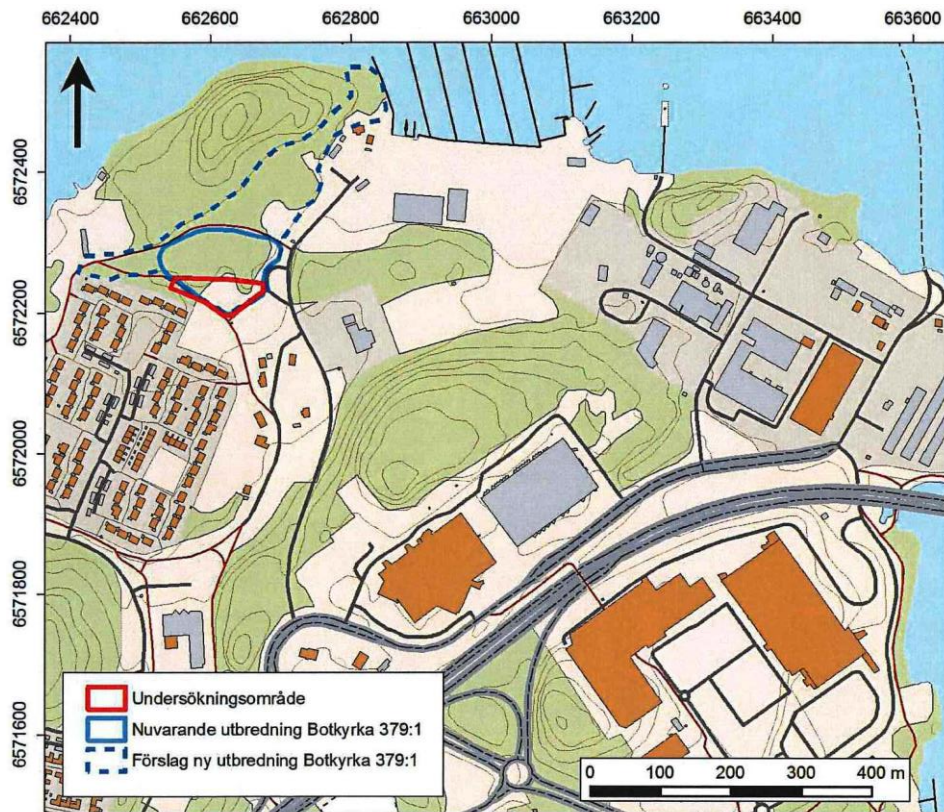 662400 662600 662800 663000 663200 663400 663600
6572400
6572200
6572000
6571800
6571600
Undersökningsområde
Nuvarande utbredning Botkyrka 379:1
Förslag ny utbredning Botkyrka 379:1
0 100 200 300 400 m